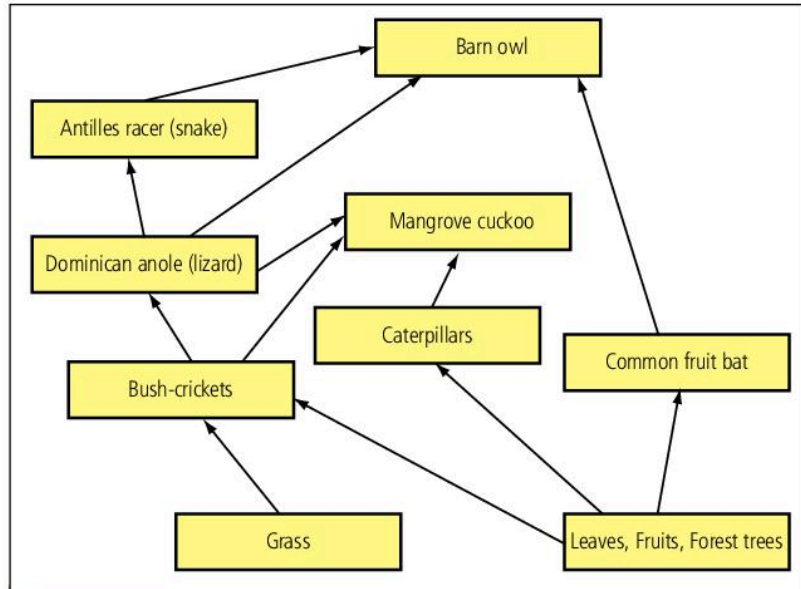 Barn owl
Antilles racer (snake)
Mangrove cuckoo
Dominican anole (lizard)
Caterpillars
Common fruit bat
Bush-crickets
Grass
Leaves, Fruits, Forest trees